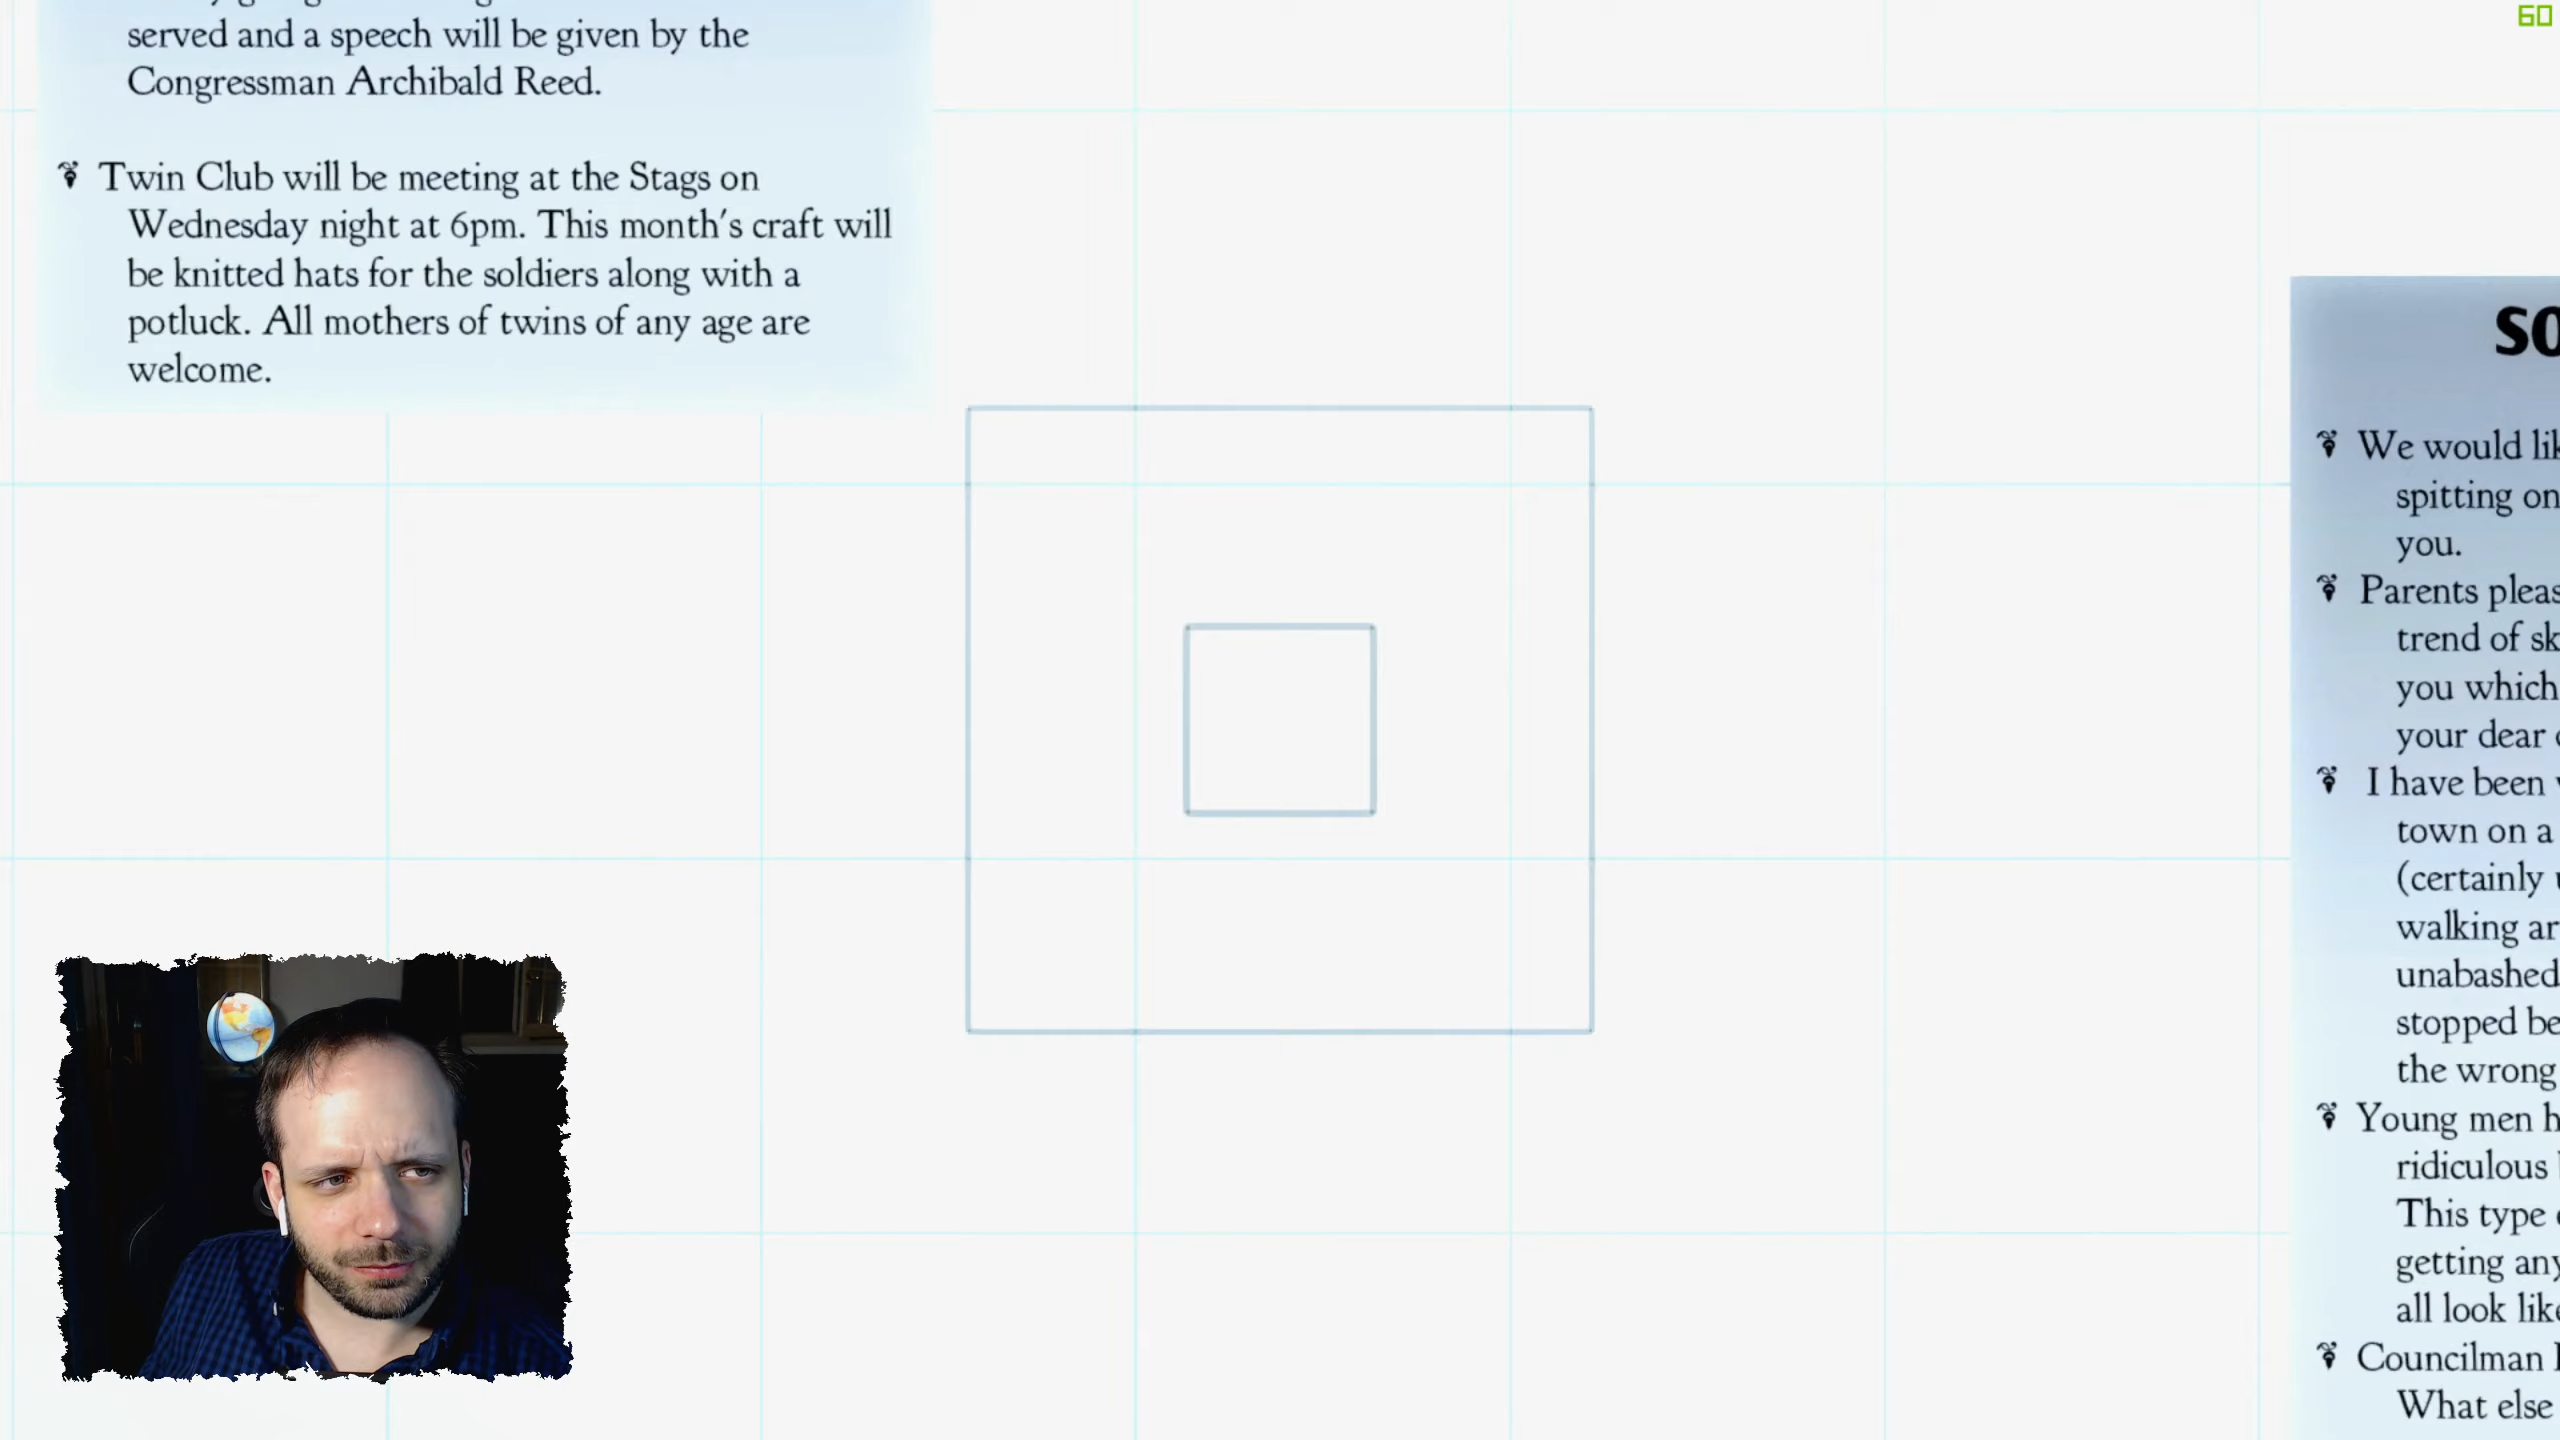 served and a speech will be given by the
Congressman Archibald Reed.
Twin Club will be meeting at the Stags on
Wednesday night at 6pm. This month's craft will
be knitted hats for the soldiers along with a
potluck. All mothers of twins of any age are
welcome.
60
SO
We would lik
spitting on
you.
Parents pleas
trend of sk
you which
your dear
I have been
town on a
(certainly
walking ar
unabashed
stopped be
the wrong
Young men h
ridiculous
This type
getting any
all look like
Councilman
What else